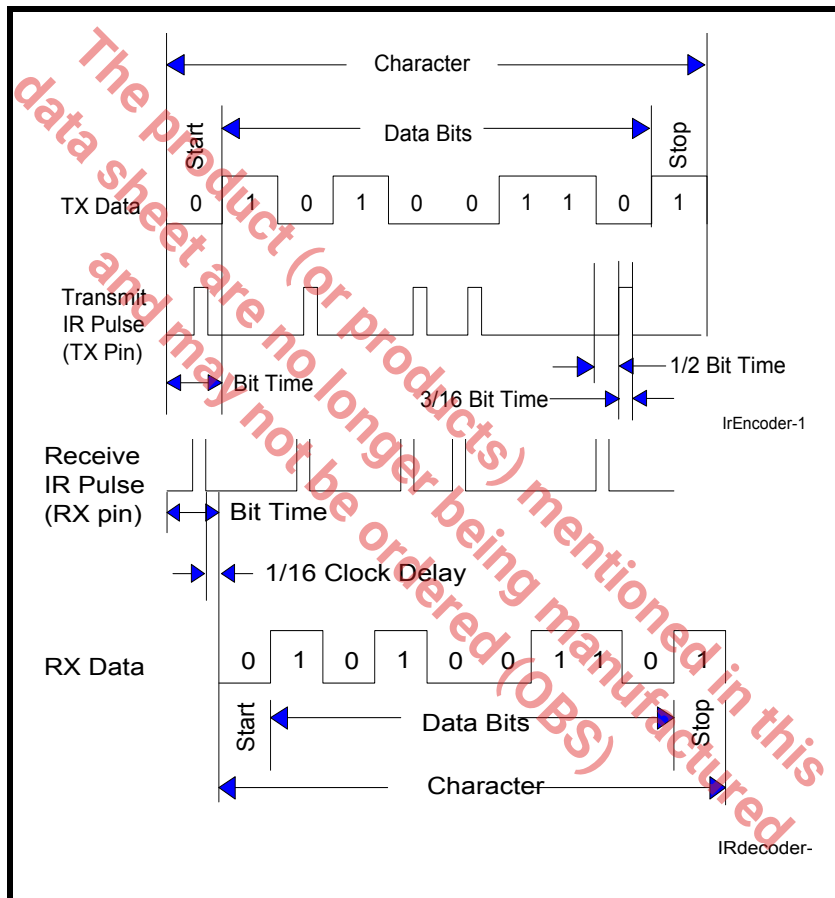 Character
Start
Data Bits
Stop
TX Data
0 1 0 1 0 0 1 1 0 1
Transmit
IR Pulse
(TX Pin)
1/2 Bit Time
Bit Time
3/16 Bit Time
IrEncoder-1
Receive
IR Pulse
(RX pin)
Bit Time
1/16 Clock Delay
RX Data
0 1 0 1 0 0 1 1 0 1
Start
Data Bits
Stop
Character
IRdecoder-
The product (or products) mentioned in this
data sheet are no longer being manufactured
and may not be ordered (OBS)